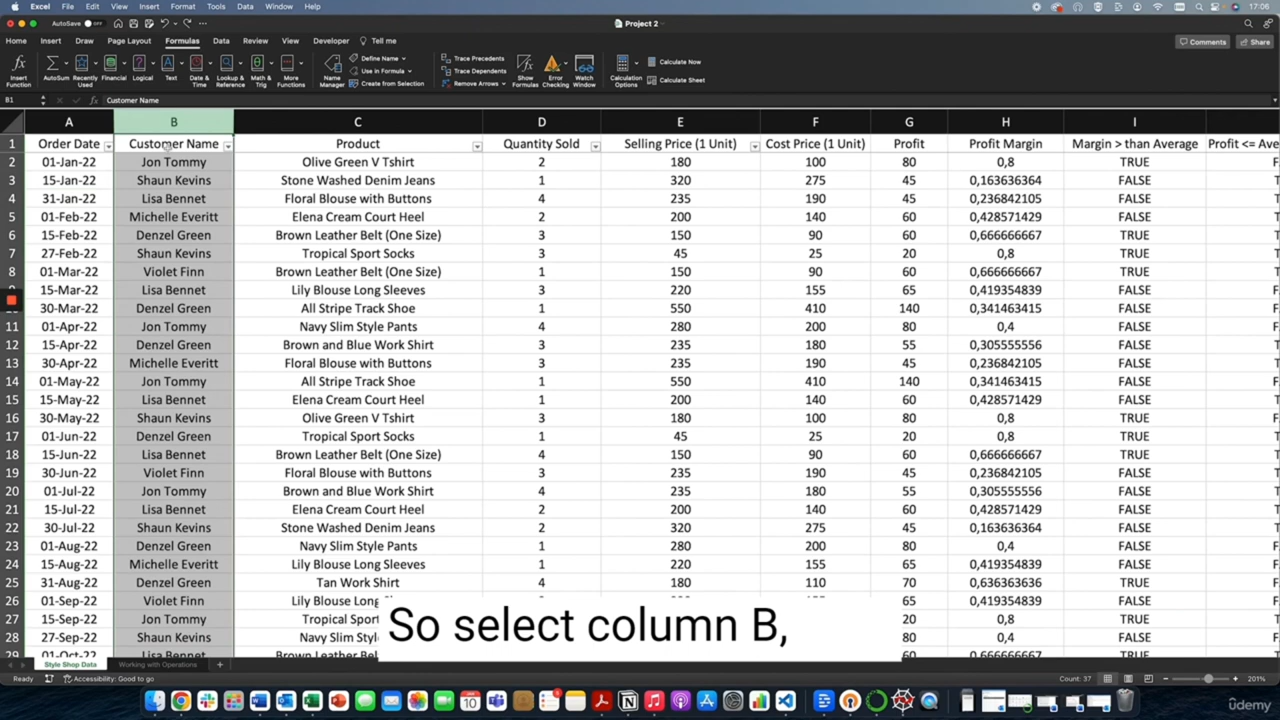 Excel File Edit View Insert Format Tools Data Window Help 17:06
AutoSave OFF Project 2
Home Insert Draw Page Layout Formulas Data Review View Developer Tell me Comments Share
Insert Function AutoSum Recently Used Financial Logical Text Date & Time Lookup & Reference Math & Trig More Functions Name Manager Define Name Use in Formula Create from Selection Trace Precedents Trace Dependents Remove Arrows Show Formulas Error Checking Watch Window Calculation Options Calculate Now Calculate Sheet
B1 fx Customer Name
A B C D E F G H I
1 Order Date Customer Name Product Quantity Sold Selling Price (1 Unit) Cost Price (1 Unit) Profit Profit Margin Margin > than Average Profit <= Ave
2 01-Jan-22 Jon Tommy Olive Green V Tshirt 2 180 100 80 0,8 TRUE
3 15-Jan-22 Shaun Kevins Stone Washed Denim Jeans 1 320 275 45 0,163636364 FALSE T
4 31-Jan-22 Lisa Bennet Floral Blouse with Buttons 4 235 190 45 0,236842105 FALSE T
5 01-Feb-22 Michelle Everitt Elena Cream Court Heel 2 200 140 60 0,428571429 FALSE T
6 15-Feb-22 Denzel Green Brown Leather Belt (One Size) 3 150 90 60 0,666666667 TRUE T
7 27-Feb-22 Shaun Kevins Tropical Sport Socks 3 45 25 20 0,8 TRUE T
8 01-Mar-22 Violet Finn Brown Leather Belt (One Size) 1 150 90 60 0,666666667 TRUE T
15-Mar-22 Lisa Bennet Lily Blouse Long Sleeves 3 220 155 65 0,419354839 FALSE
30-Mar-22 Denzel Green All Stripe Track Shoe 1 550 410 140 0,341463415 FALSE
11 01-Apr-22 Jon Tommy Navy Slim Style Pants 4 280 200 80 0,4 FALSE
12 15-Apr-22 Denzel Green Brown and Blue Work Shirt 3 235 180 55 0,305555556 FALSE T
13 30-Apr-22 Michelle Everitt Floral Blouse with Buttons 3 235 190 45 0,236842105 FALSE T
14 01-May-22 Jon Tommy All Stripe Track Shoe 1 550 410 140 0,341463415 FALSE
15 15-May-22 Lisa Bennet Elena Cream Court Heel 1 200 140 60 0,428571429 FALSE T
16 30-May-22 Shaun Kevins Olive Green V Tshirt 3 180 100 80 0,8 TRUE
17 01-Jun-22 Denzel Green Tropical Sport Socks 1 45 25 20 0,8 TRUE T
18 15-Jun-22 Lisa Bennet Brown Leather Belt (One Size) 4 150 90 60 0,666666667 TRUE T
19 30-Jun-22 Violet Finn Floral Blouse with Buttons 3 235 190 45 0,236842105 FALSE T
20 01-Jul-22 Jon Tommy Brown and Blue Work Shirt 4 235 180 55 0,305555556 FALSE T
21 15-Jul-22 Lisa Bennet Elena Cream Court Heel 2 200 140 60 0,428571429 FALSE T
22 30-Jul-22 Shaun Kevins Stone Washed Denim Jeans 2 320 275 45 0,163636364 FALSE T
23 01-Aug-22 Denzel Green Navy Slim Style Pants 1 280 200 80 0,4 FALSE
24 15-Aug-22 Michelle Everitt Lily Blouse Long Sleeves 1 220 155 65 0,419354839 FALSE
25 31-Aug-22 Denzel Green Tan Work Shirt 4 180 110 70 0,636363636 TRUE
26 01-Sep-22 Violet Finn Lily Blouse Long 65 0,419354839 FALSE
27 15-Sep-22 Jon Tommy Tropical Sport 20 0,8 TRUE T
28 27-Sep-22 Shaun Kevins Navy Slim Sty 80 0,4 FALSE
29 01-Oct-22 Lisa Bennet Brown Leather 60 0,666666667 TRUE T
So select column B,
Style Shop Data Working with Operations +
Ready Accessibility: Good to go Count: 37 201%
udemy